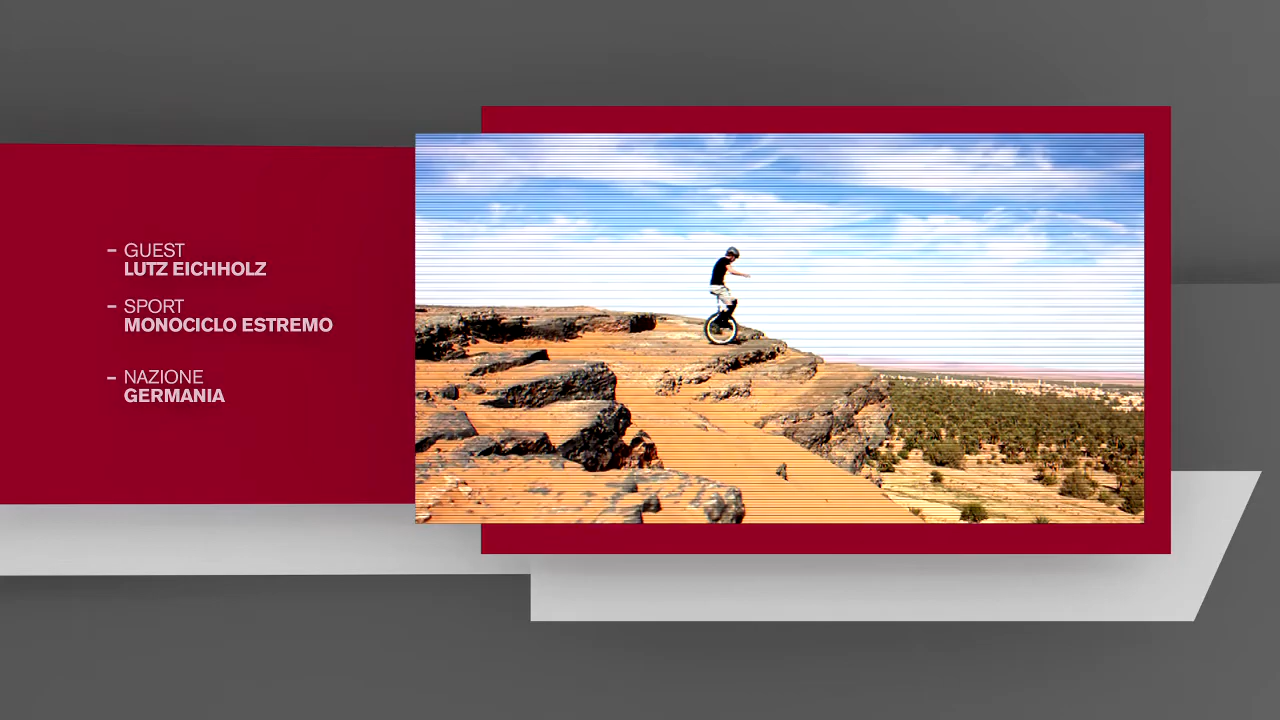 – GUEST
LUTZ EICHHOLZ
– SPORT
MONOCICLO ESTREMO
– NAZIONE
GERMANIA